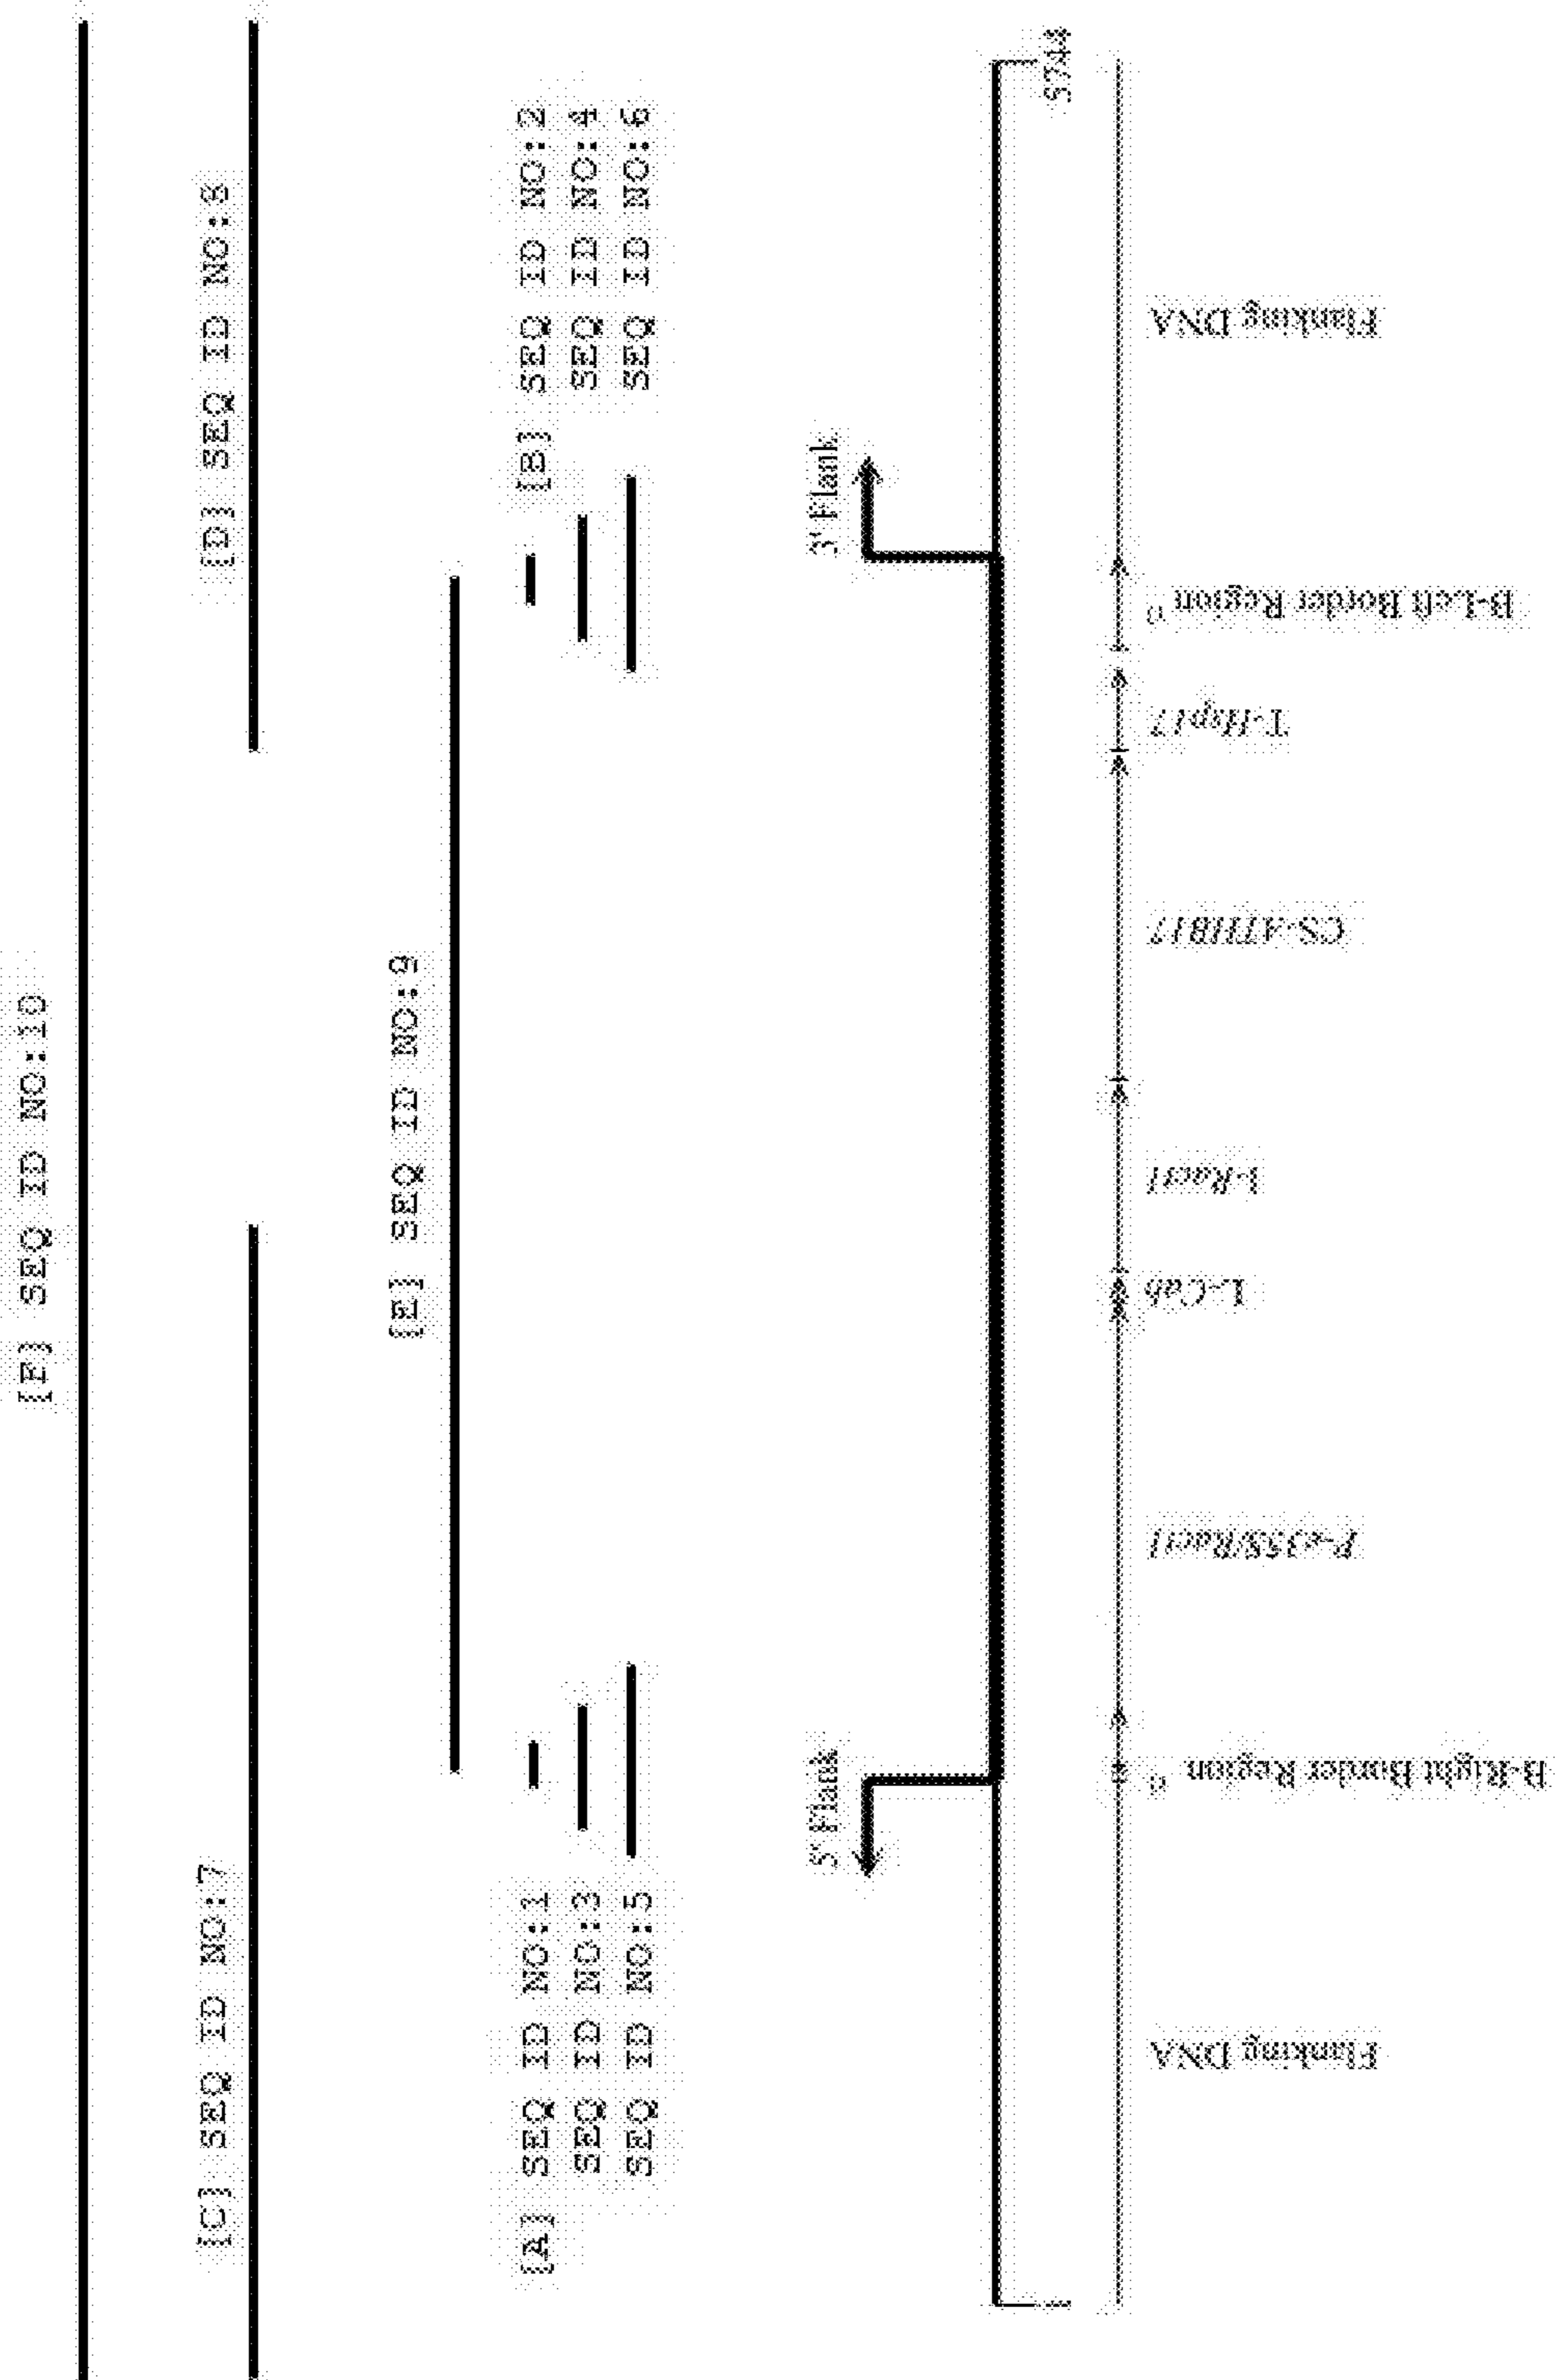 [F] SEQ ID NO:10
[C] SEQ ID NO:7
[D] SEQ ID NO:8
[E] SEQ ID NO:9
[A] SEQ ID NO:1
SEQ ID NO:3
SEQ ID NO:5
[B] SEQ ID NO:2
SEQ ID NO:4
SEQ ID NO:6
5' Flank
3' Flank
5744
Flanking DNA
B-Right Border Region
P-e35S/Ract1
L-Cab
I-Ract1
CS-ATHB17
T-Hsp17
B-Left Border Region
Flanking DNA